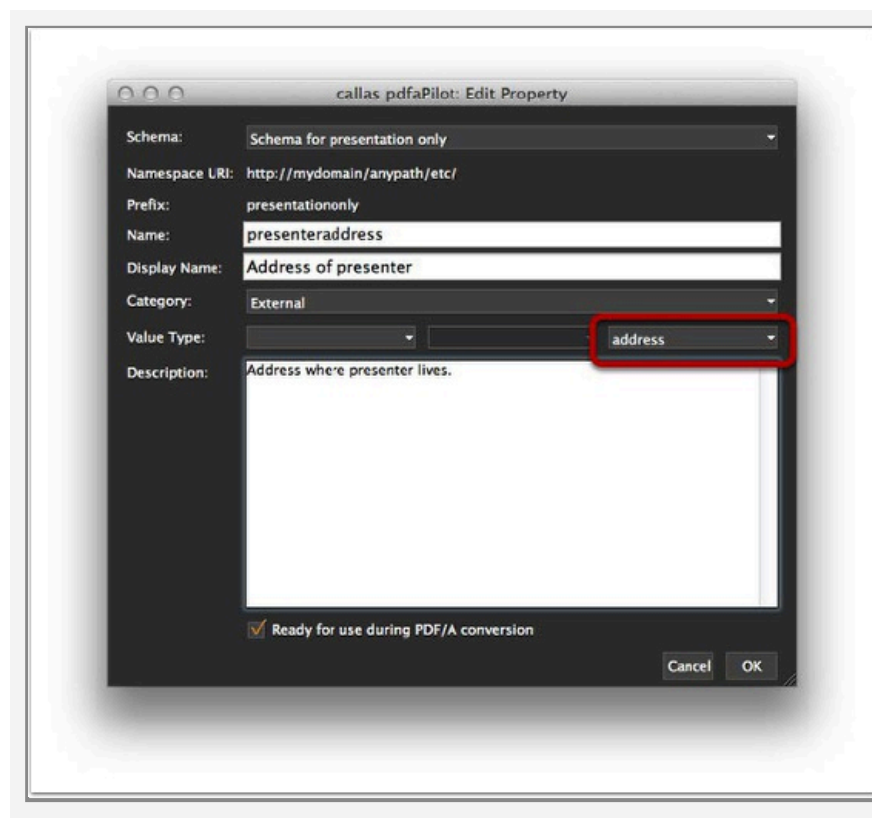 callas pdfaPilot: Edit Property
Schema: Schema for presentation only
Namespace URI: http://mydomain/anypath/etc/
Prefix: presentationonly
Name: presenteraddress
Display Name: Address of presenter
Category: External
Value Type: address
Description: Address where presenter lives.
Ready for use during PDF/A conversion
Cancel OK